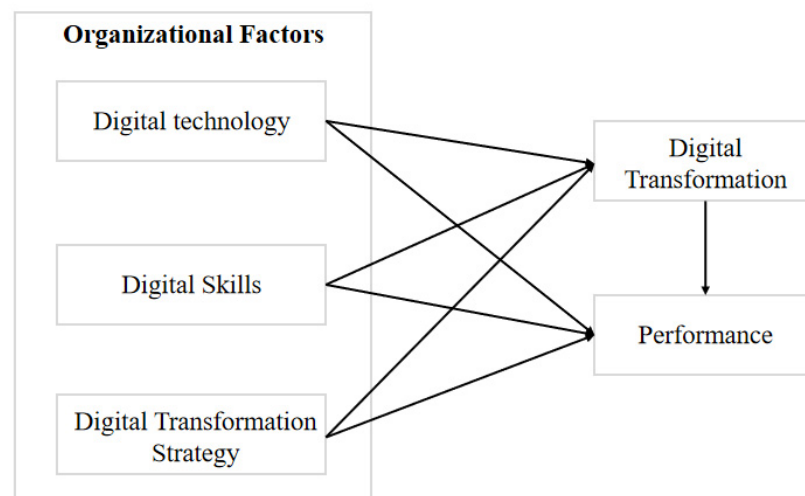 Organizational Factors
Digital technology
Digital Skills
Digital Transformation
Strategy
Digital
Transformation
Performance